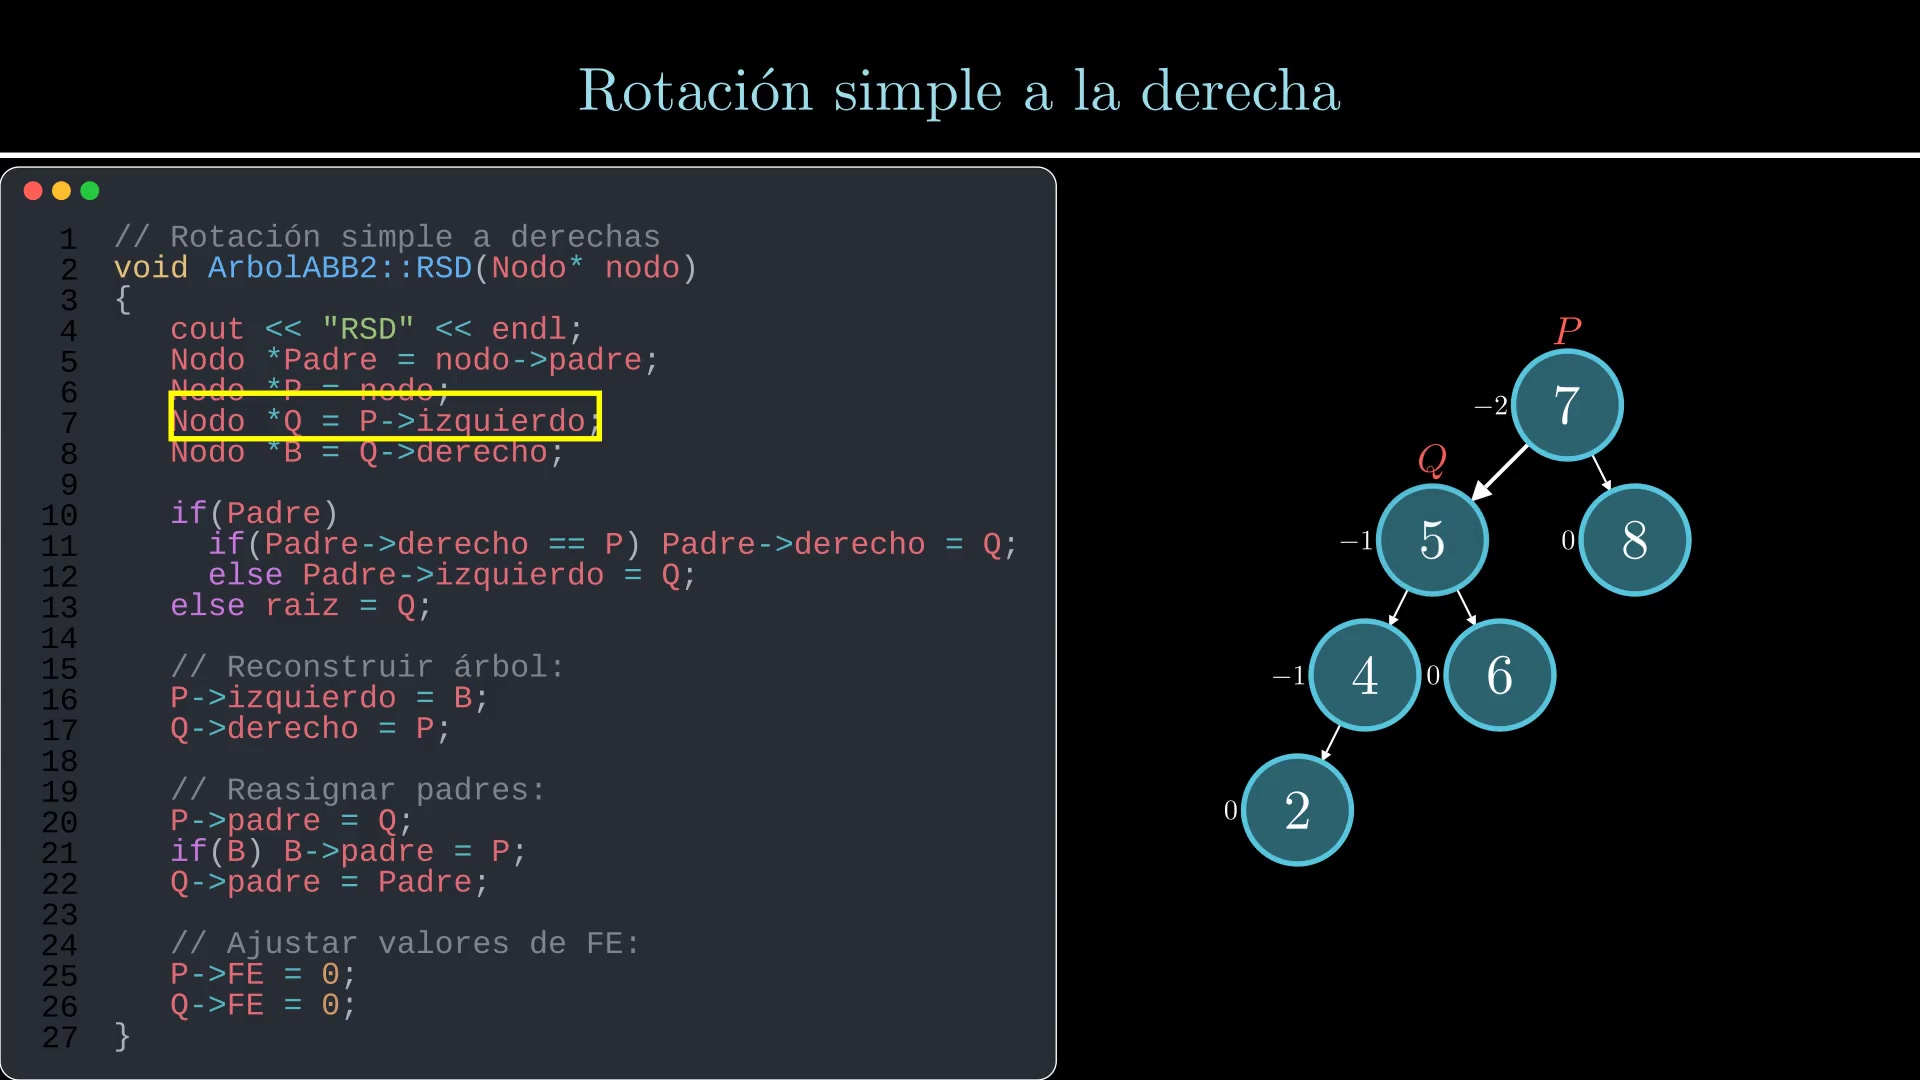 Rotación simple a la derecha
1 // Rotación simple a derechas
2 void ArbolABB2::RSD(Nodo* nodo)
3 {
4 cout << "RSD" << endl;
5 Nodo *Padre = nodo->padre;
6 Nodo *P = nodo;
7 Nodo *Q = P->izquierdo;
8 Nodo *B = Q->derecho;
9
10 if(Padre)
11 if(Padre->derecho == P) Padre->derecho = Q;
12 else Padre->izquierdo = Q;
13 else raiz = Q;
14
15 // Reconstruir árbol:
16 P->izquierdo = B;
17 Q->derecho = P;
18
19 // Reasignar padres:
20 P->padre = Q;
21 if(B) B->padre = P;
22 Q->padre = Padre;
23
24 // Ajustar valores de FE:
25 P->FE = 0;
26 Q->FE = 0;
27 }
P
−2 7
Q
−1 5 0 8
−1 4 0 6
0 2